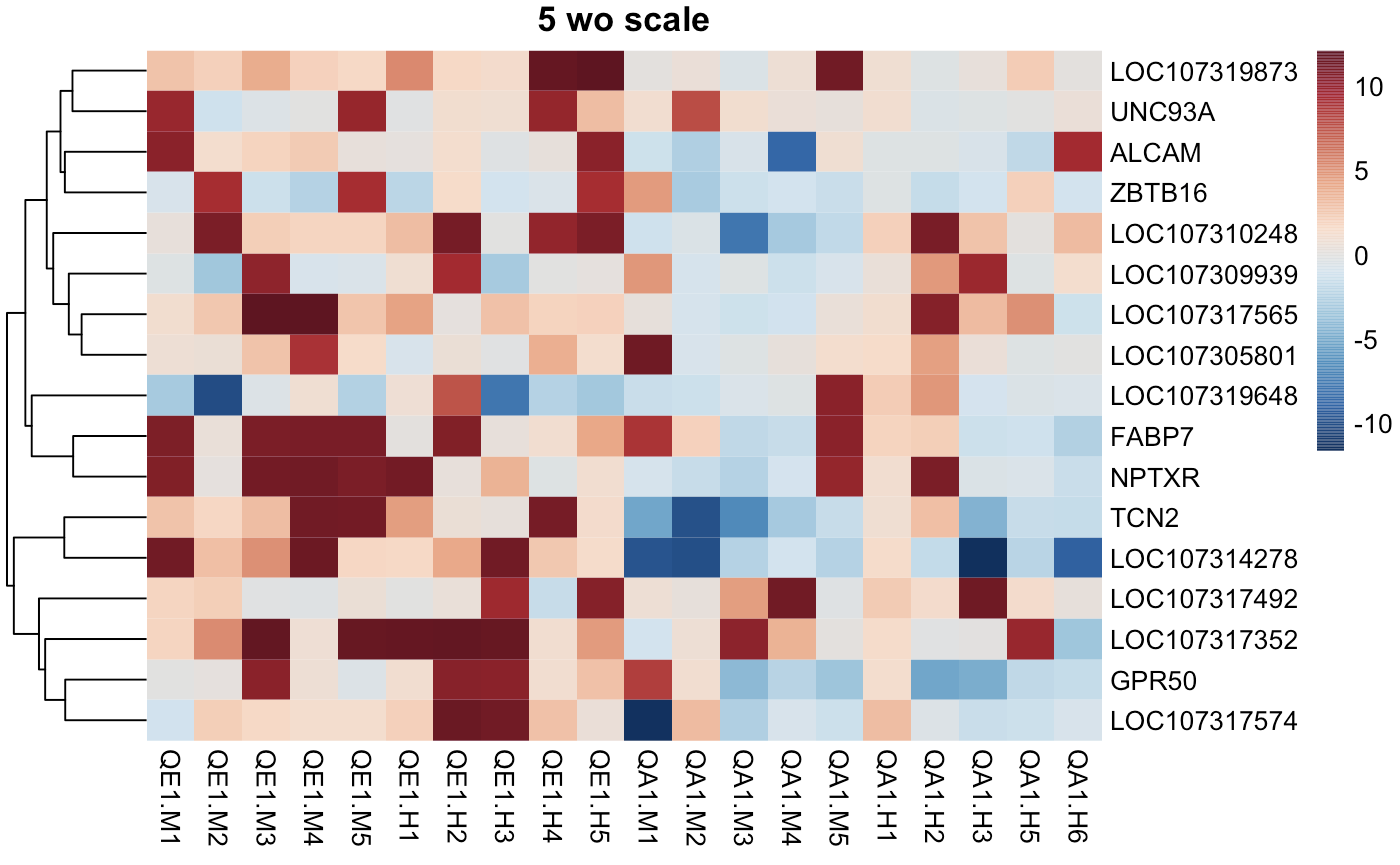 5 wo scale
LOC107319873
UNC93A
ALCAM
ZBTB16
LOC107310248
LOC107309939
LOC107317565
LOC107305801
LOC107319648
FABP7
NPTXR
TCN2
LOC107314278
LOC107317492
LOC107317352
GPR50
LOC107317574
10
5
0
-5
-10
QE1.M1
QE1.M2
QE1.M3
QE1.M4
QE1.M5
QE1.H1
QE1.H2
QE1.H3
QE1.H4
QE1.H5
QA1.M1
QA1.M2
QA1.M3
QA1.M4
QA1.M5
QA1.H1
QA1.H2
QA1.H3
QA1.H5
QA1.H6